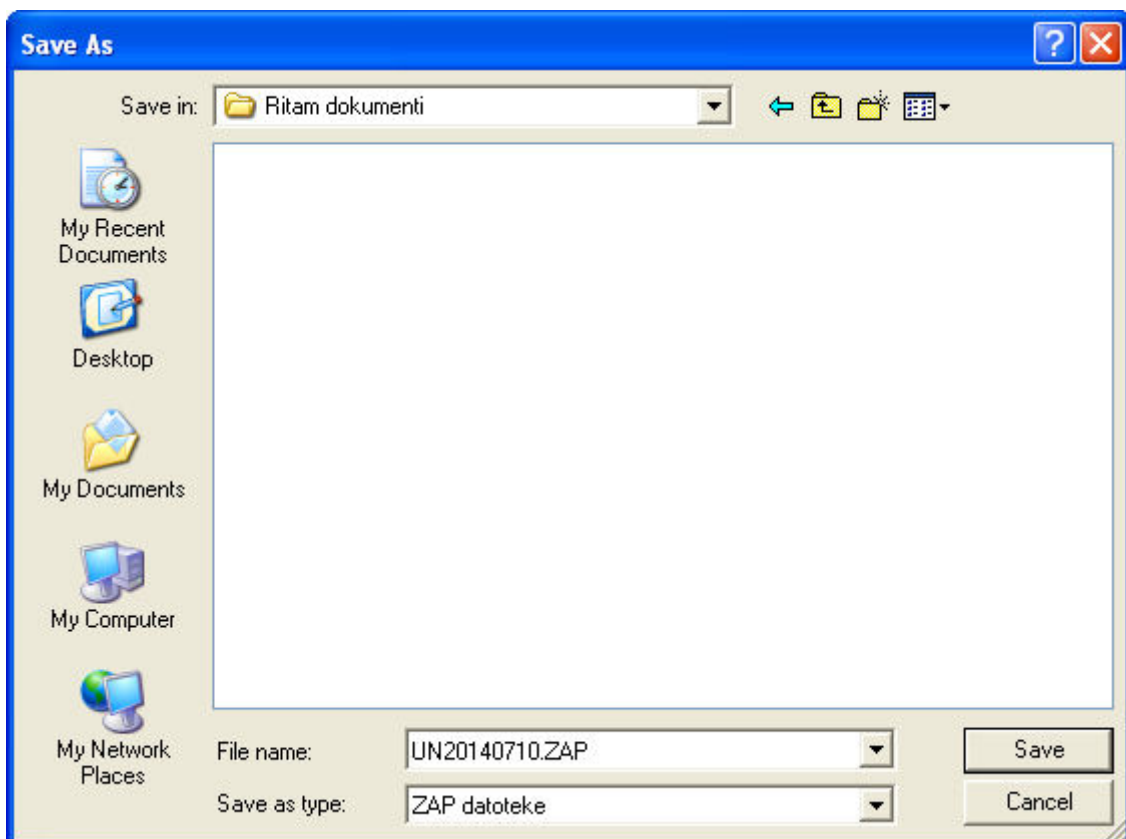 Save As
Save in:
Ritam dokumenti
My Recent
Documents
Desktop
My Documents
My Computer
My Network
Places
File name:
UN20140710.ZAP
Save
Save as type:
ZAP datoteke
Cancel